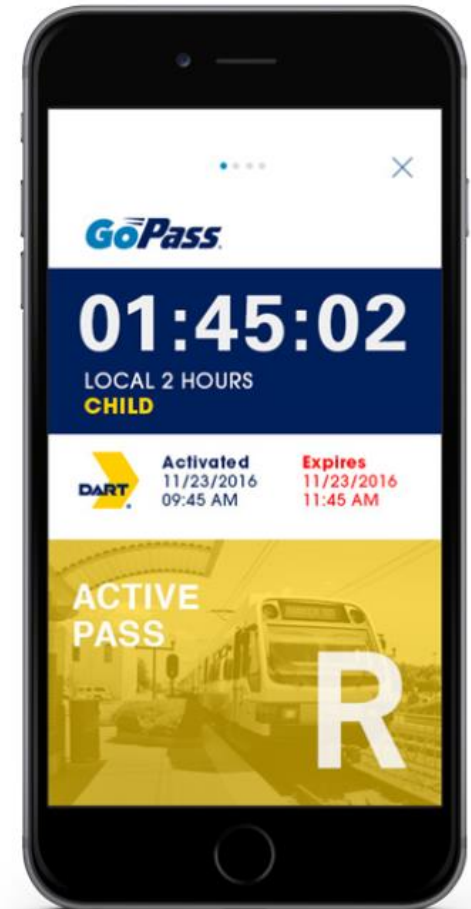 GoPass
01:45:02
LOCAL 2 HOURS
CHILD
DART
Activated
11/23/2016
09:45 AM
Expires
11/23/2016
11:45 AM
ACTIVE
PASS
R